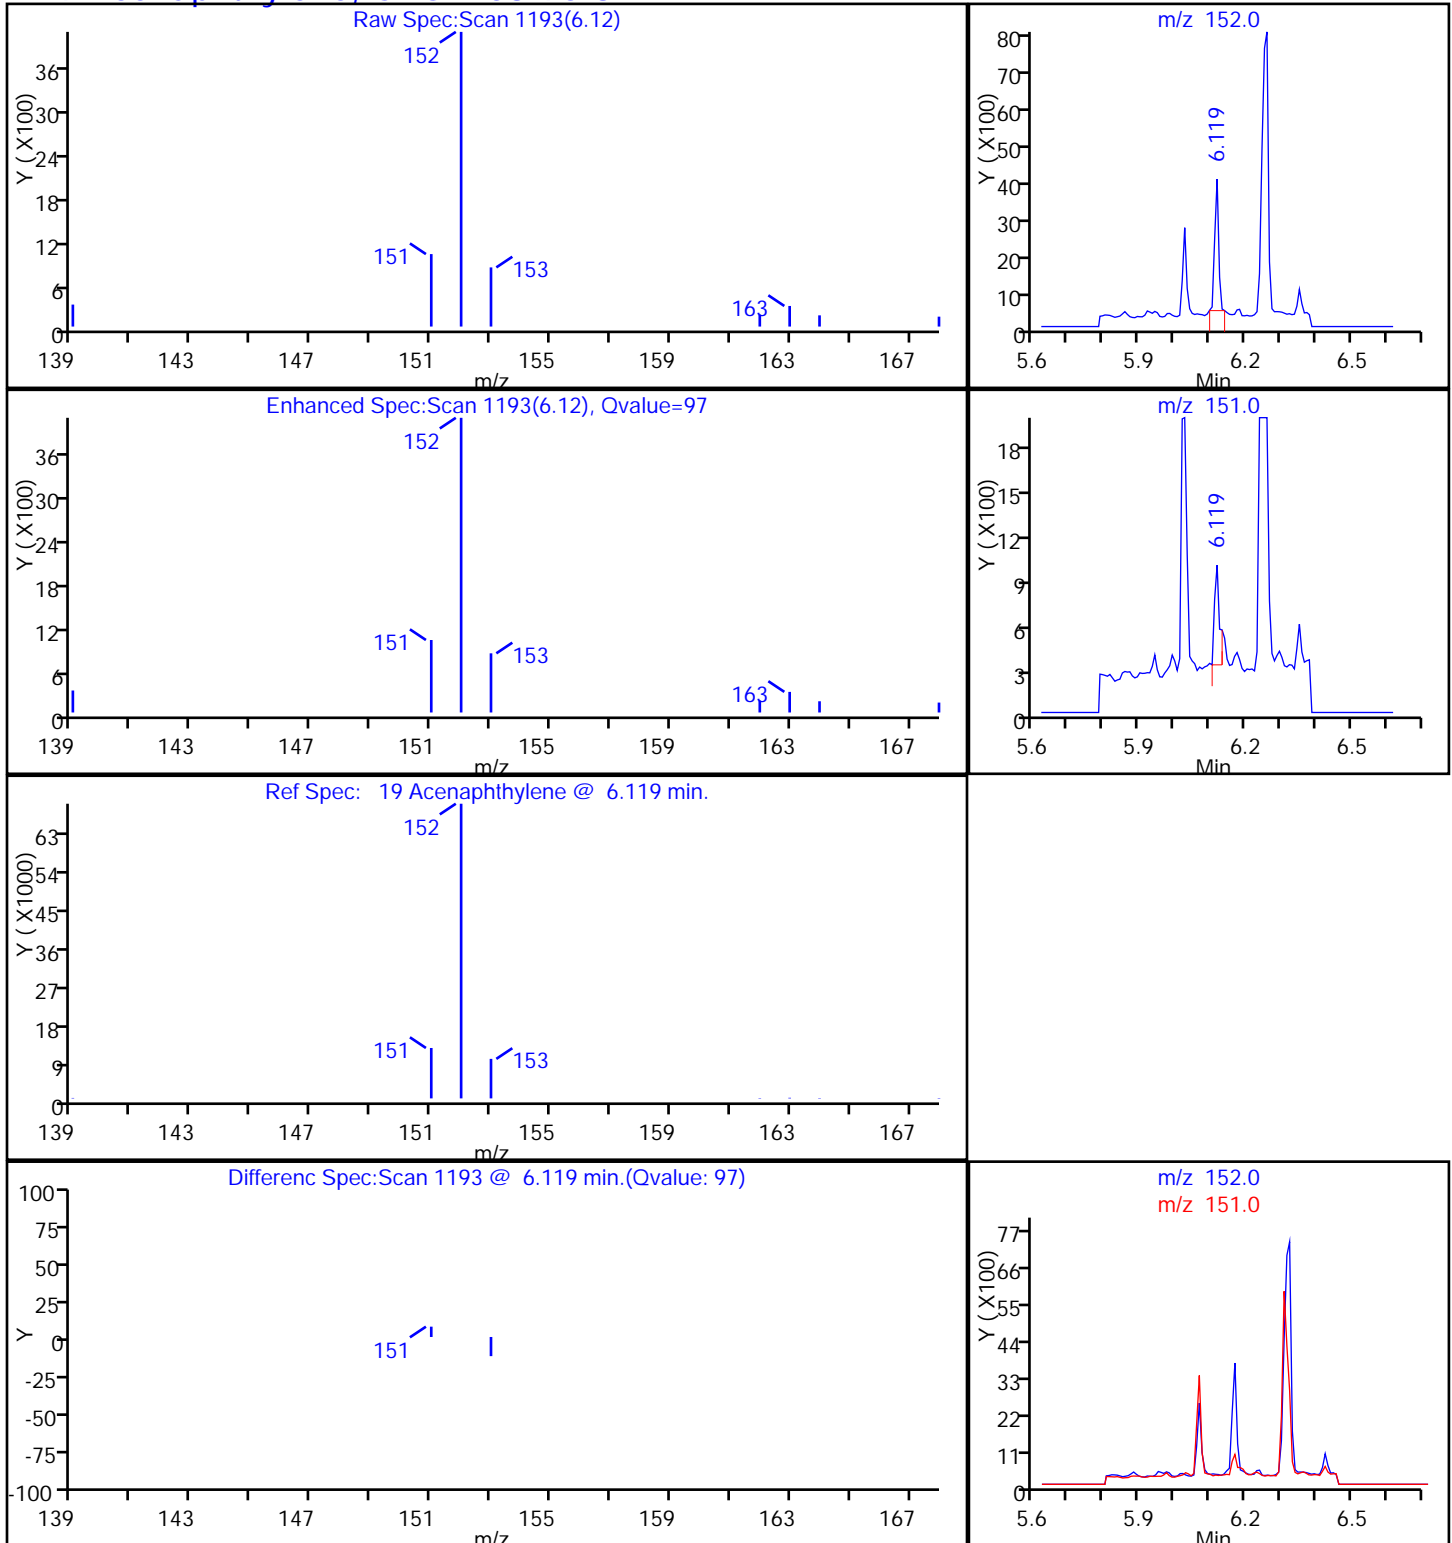 Raw Spec:Scan 1193(6.12)
Y ( X100)
36
30
24
18
12
6
0
152
151
153
163
139 143 147 151 155 159 163 167
m/z
m/z 152.0
Y ( X100)
80
70
60
50
40
30
20
10
0
6.119
5.6 5.9 6.2 6.5
Min
Enhanced Spec:Scan 1193(6.12), Qvalue=97
Y ( X100)
36
30
24
18
12
6
0
152
151
153
163
139 143 147 151 155 159 163 167
m/z
m/z 151.0
Y ( X100)
18
15
12
9
6
3
0
6.119
5.6 5.9 6.2 6.5
Min
Ref Spec: 19 Acenaphthylene @ 6.119 min.
Y ( X1000)
63
54
45
36
27
18
9
0
152
151
153
139 143 147 151 155 159 163 167
m/z
Differenc Spec:Scan 1193 @ 6.119 min.(Qvalue: 97)
Y
100
75
50
25
0
-25
-50
-75
-100
151
139 143 147 151 155 159 163 167
m/z
m/z 152.0
m/z 151.0
Y ( X100)
77
66
55
44
33
22
11
0
5.6 5.9 6.2 6.5
Min